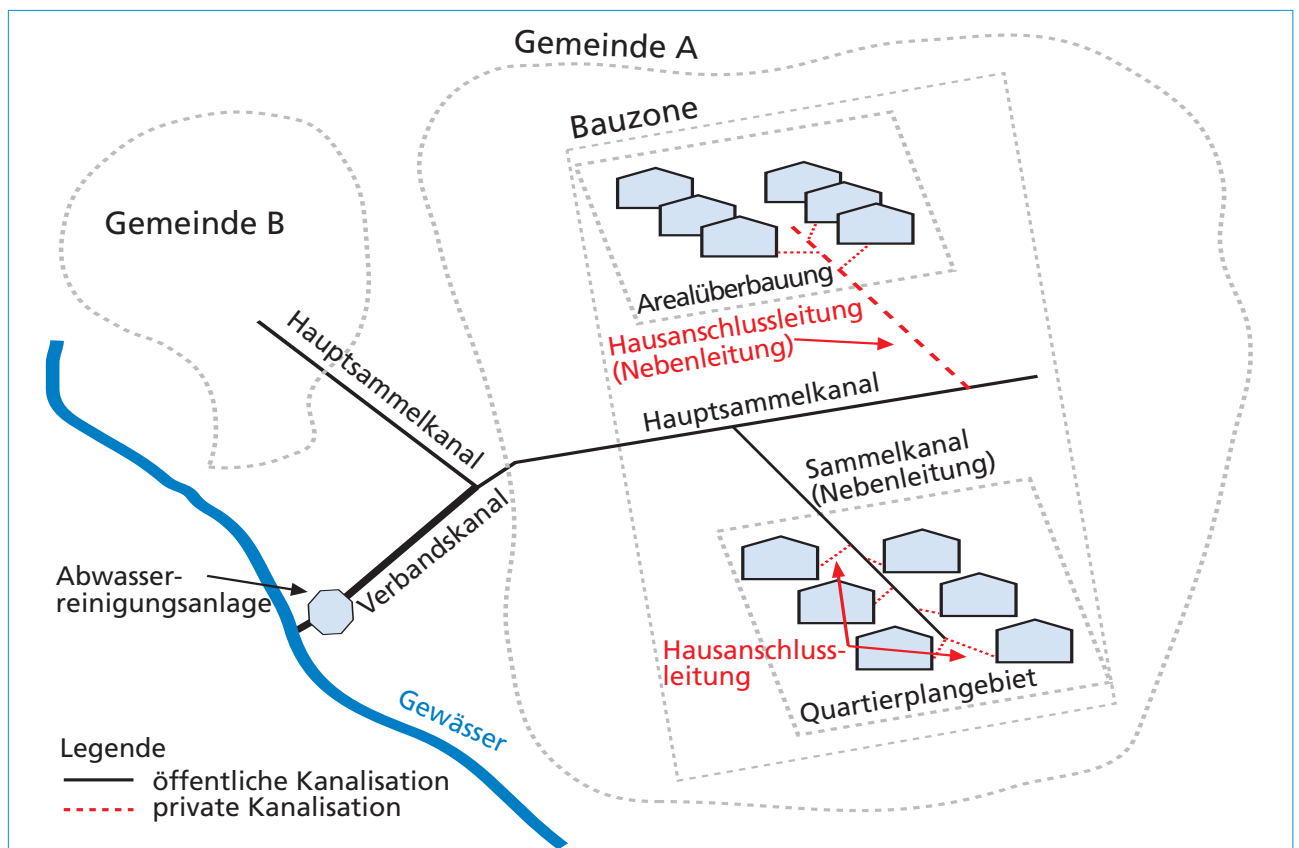 Gemeinde A
Bauzone
Gemeinde B
Arealüberbauung
Hausanschlussleitung
(Nebenleitung)
Hauptsammelkanal
Hauptsammelkanal
Sammelkanal
(Nebenleitung)
Verbandskanal
Abwasser-
reinigungsanlage
Hausanschluss-
leitung
Quartierplangebiet
Gewässer
Legende
öffentliche Kanalisation
private Kanalisation